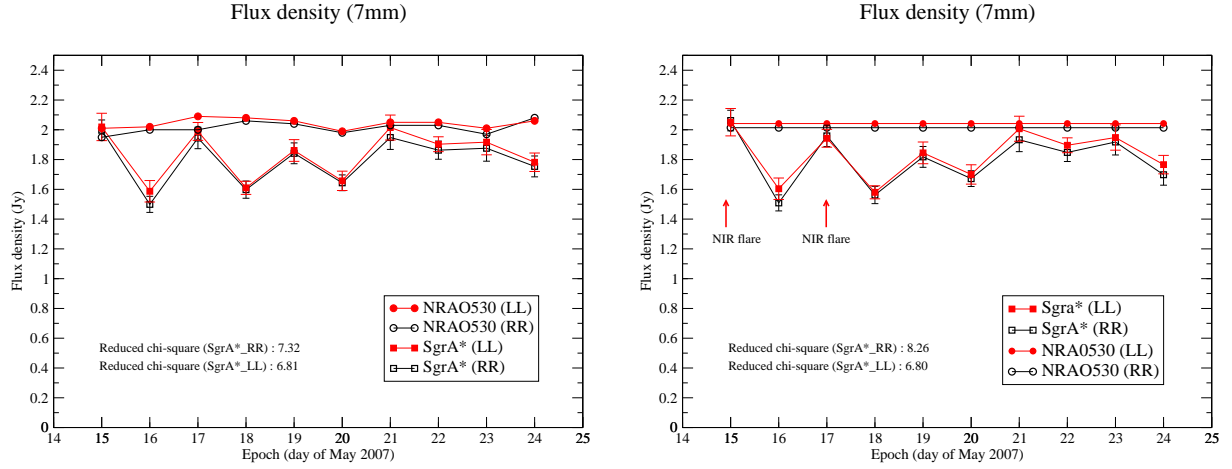 Flux density (7mm)
2.4
2.2
2
1.8
1.6
1.4
1.2
1
0.8
0.6
0.4
0.2
0
Flux density (Jy)
NRAO530 (LL)
NRAO530 (RR)
SgrA* (LL)
SgrA* (RR)
Reduced chi-square (SgrA*_RR) : 7.32
Reduced chi-square (SgrA*_LL) : 6.81
14 15 16 17 18 19 20 21 22 23 24 25
Epoch (day of May 2007)
Flux density (7mm)
2.4
2.2
2
1.8
1.6
1.4
1.2
1
0.8
0.6
0.4
0.2
0
Flux density (Jy)
NIR flare
NIR flare
Sgra* (LL)
SgrA* (RR)
NRA0530 (LL)
NRAO530 (RR)
Reduced chi-square (SgrA*_RR) : 8.26
Reduced chi-square (SgrA*_LL) : 6.80
14 15 16 17 18 19 20 21 22 23 24 25
Epoch (day of May 2007)